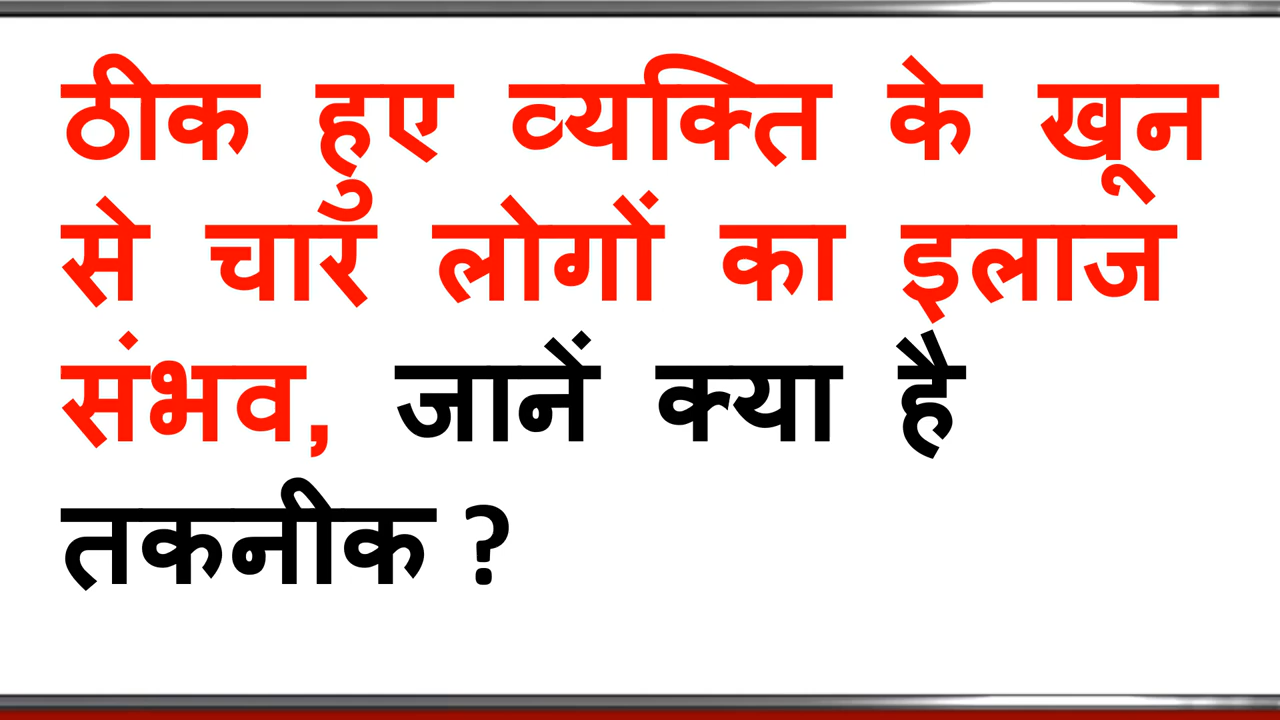 ठीक हुए व्यक्ति के खून
से चार लोगों का इलाज
संभव, जानें क्या है
तकनीक ?